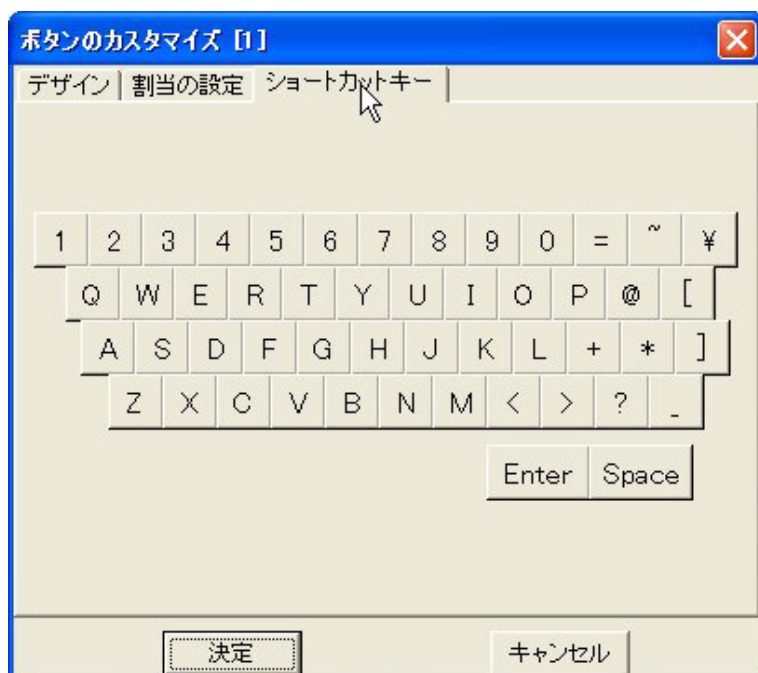 ボタンのカスタマイズ [1]
デザイン 割当の設定 ショートカットキー
1 2 3 4 5 6 7 8 9 0 = ~ ¥
Q W E R T Y U I O P @ [
A S D F G H J K L + * ]
Z X C V B N M < > ? _
Enter Space
決定 キャンセル